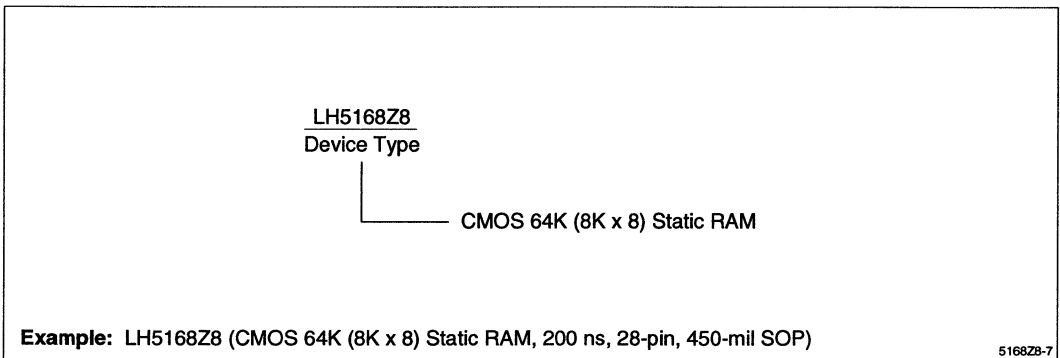 LH5168Z8
Device Type
CMOS 64K (8K x 8) Static RAM
Example: LH5168Z8 (CMOS 64K (8K x 8) Static RAM, 200 ns, 28-pin, 450-mil SOP)
5168Z8-7